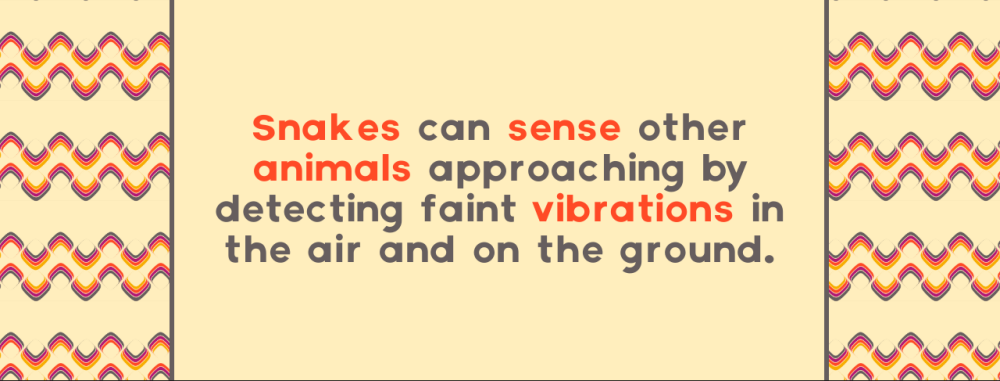 Snakes can sense other
animals approaching by
detecting faint vibrations in
the air and on the ground.